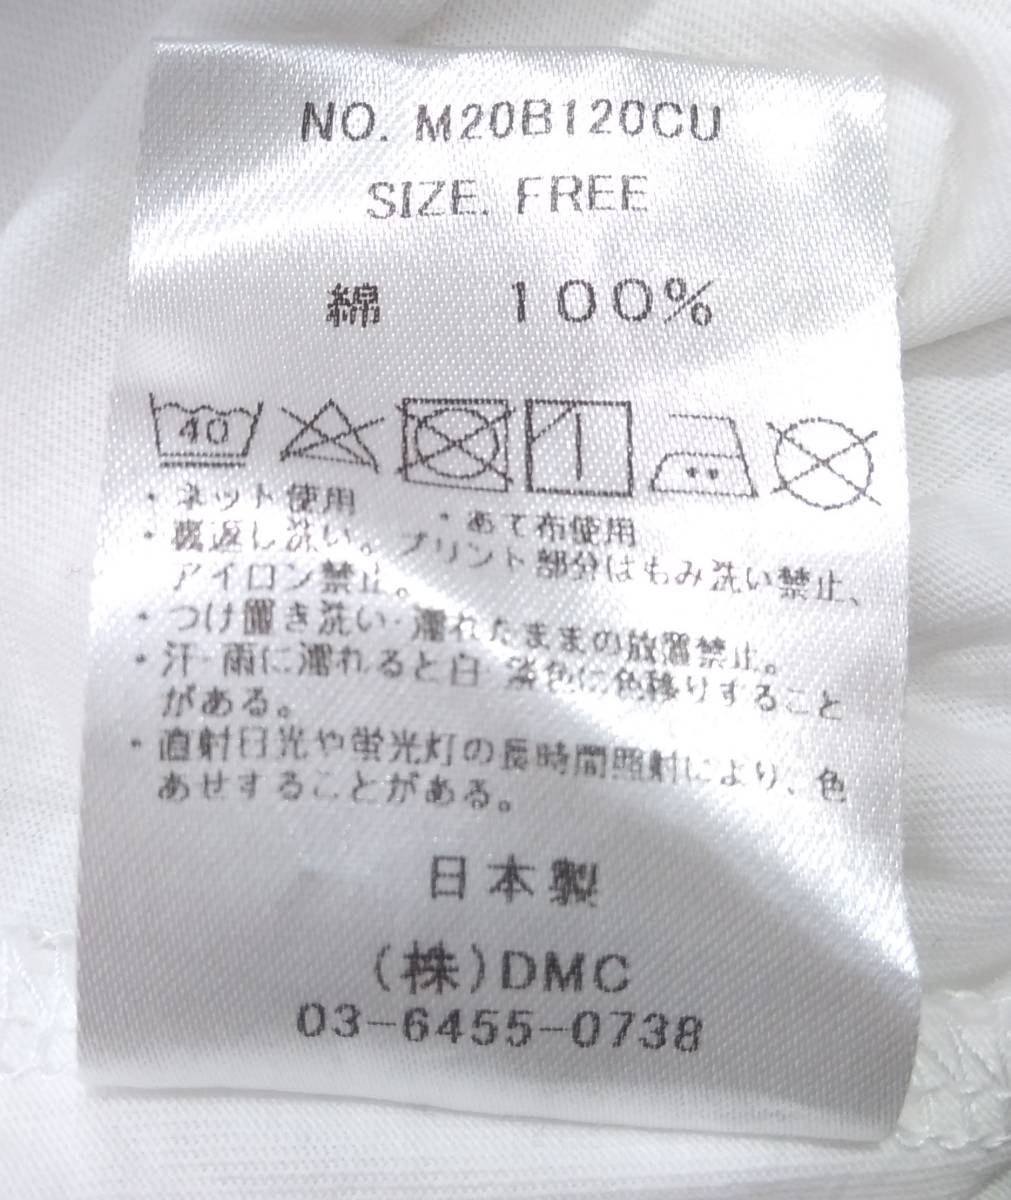 NO. M20B120CU
SIZE. FREE
綿 100%
40
・ネット使用 ・あて布使用
・裏返し洗い。プリント部分はもみ洗い禁止、
アイロン禁止。
・つけ置き洗い・濡れたままの放置禁止。
・汗・雨に濡れると白・淡色に色移りすること
がある。
・直射日光や蛍光灯の長時間照射により、色
あせすることがある。
日本製
(株)DMC
03-6455-0738